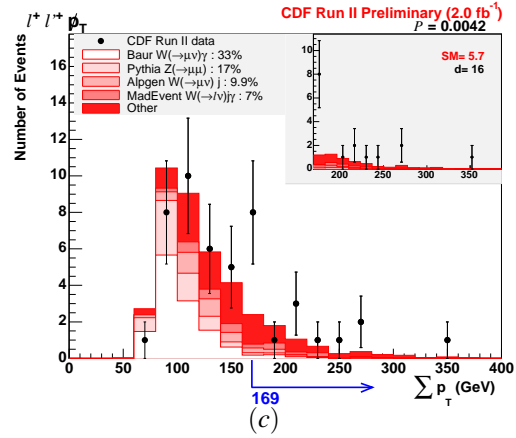 l⁺ l'⁺ p̸_T
CDF Run II Preliminary (2.0 fb⁻¹)
P = 0.0042
Number of Events
CDF Run II data
Baur W(→μν)γ : 33%
Pythia Z(→μμ) : 17%
Alpgen W(→μν) j : 9.9%
MadEvent W(→lν)jγ : 7%
Other
SM= 5.7
d= 16
10
8
6
4
2
0
200 250 300 350
16
14
12
10
8
6
4
2
0
0 50 100 150 200 250 300 350 400
169
∑ p_T (GeV)
(c)